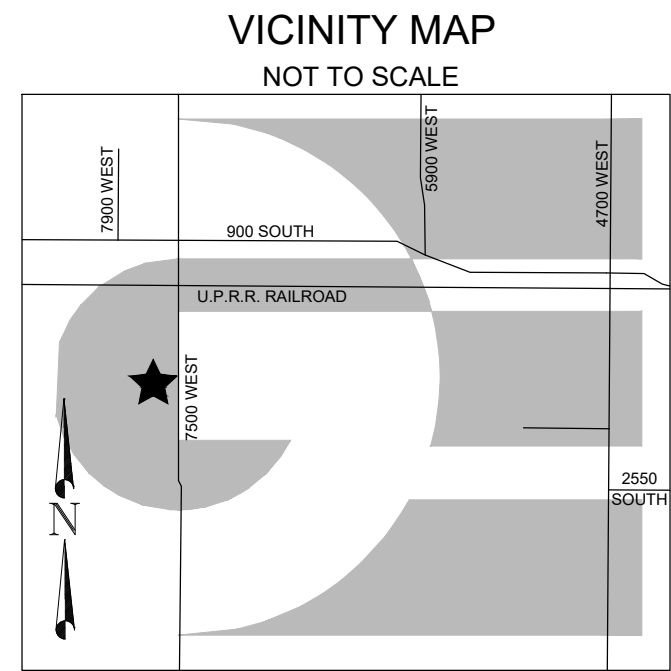 VICINITY MAP
NOT TO SCALE
7900 WEST
5900 WEST
4700 WEST
900 SOUTH
U.P.R.R. RAILROAD
7500 WEST
2550
SOUTH
N